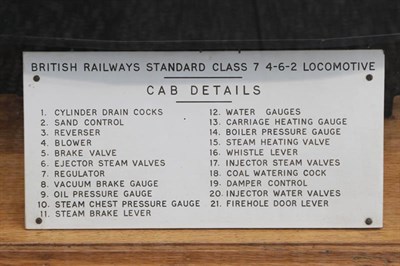 BRITISH RAILWAYS STANDARD CLASS 7 4-6-2 LOCOMOTIVE
CAB DETAILS
1. CYLINDER DRAIN COCKS
2. SAND CONTROL
3. REVERSER
4. BLOWER
5. BRAKE VALVE
6. EJECTOR STEAM VALVES
7. REGULATOR
8. VACUUM BRAKE GAUGE
9. OIL PRESSURE GAUGE
10. STEAM CHEST PRESSURE GAUGE
11. STEAM BRAKE LEVER
12. WATER GAUGES
13. CARRIAGE HEATING GAUGE
14. BOILER PRESSURE GAUGE
15. STEAM HEATING VALVE
16. WHISTLE LEVER
17. INJECTOR STEAM VALVES
18. COAL WATERING COCK
19. DAMPER CONTROL
20. INJECTOR WATER VALVES
21. FIREHOLE DOOR LEVER